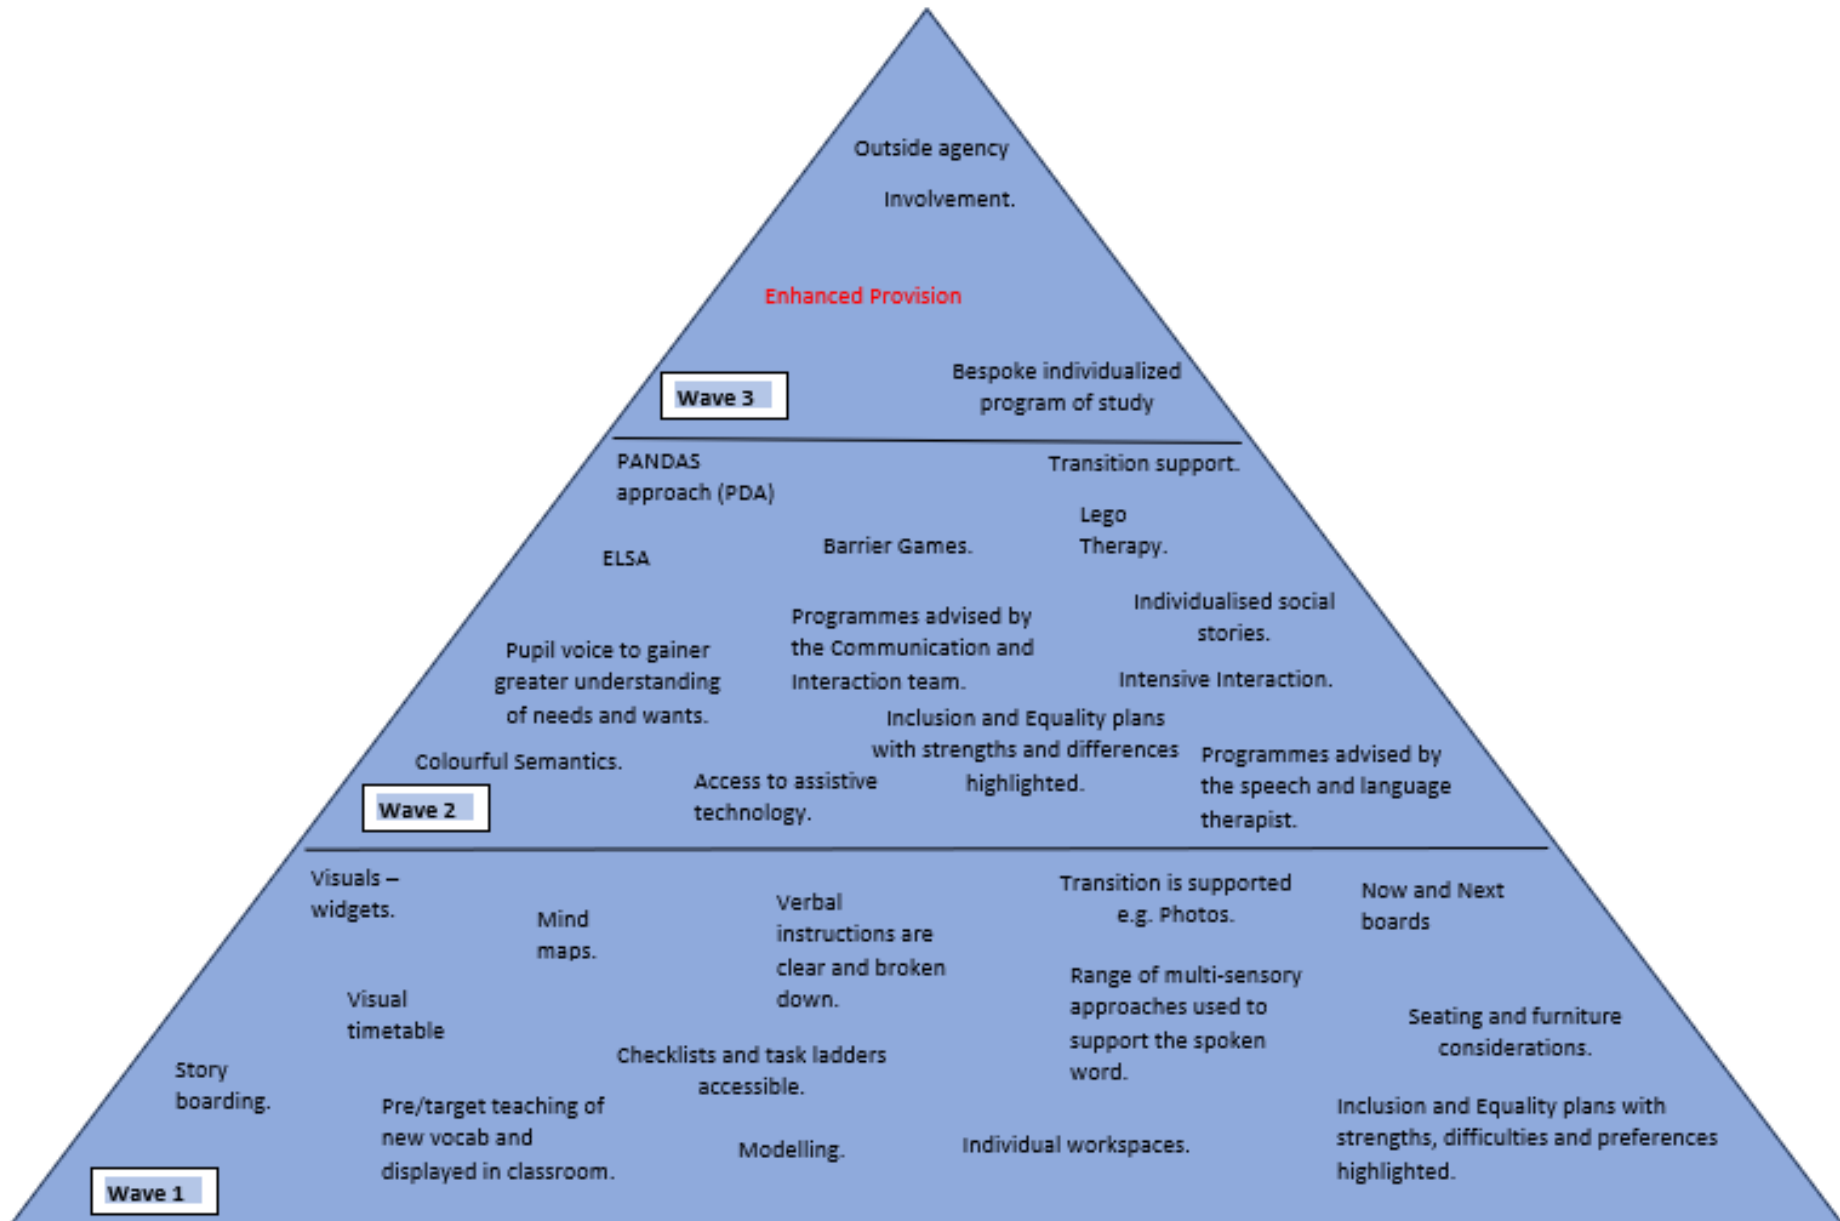 Outside agency
Involvement.
Enhanced Provision
Bespoke individualized
program of study
Wave 3
PANDAS
approach (PDA)
Transition support.
Lego
Therapy.
Barrier Games.
ELSA
Individualised social
stories.
Programmes advised by
the Communication and
Interaction team.
Pupil voice to gainer
greater understanding
of needs and wants.
Intensive Interaction.
Inclusion and Equality plans
with strengths and differences
highlighted.
Colourful Semantics.
Access to assistive
technology.
Programmes advised by
the speech and language
therapist.
Wave 2
Visuals –
widgets.
Mind
maps.
Verbal
instructions are
clear and broken
down.
Transition is supported
e.g. Photos.
Now and Next
boards
Visual
timetable
Range of multi-sensory
approaches used to
support the spoken
word.
Seating and furniture
considerations.
Story
boarding.
Checklists and task ladders
accessible.
Pre/target teaching of
new vocab and
displayed in classroom.
Modelling.
Individual workspaces.
Inclusion and Equality plans with
strengths, difficulties and preferences
highlighted.
Wave 1